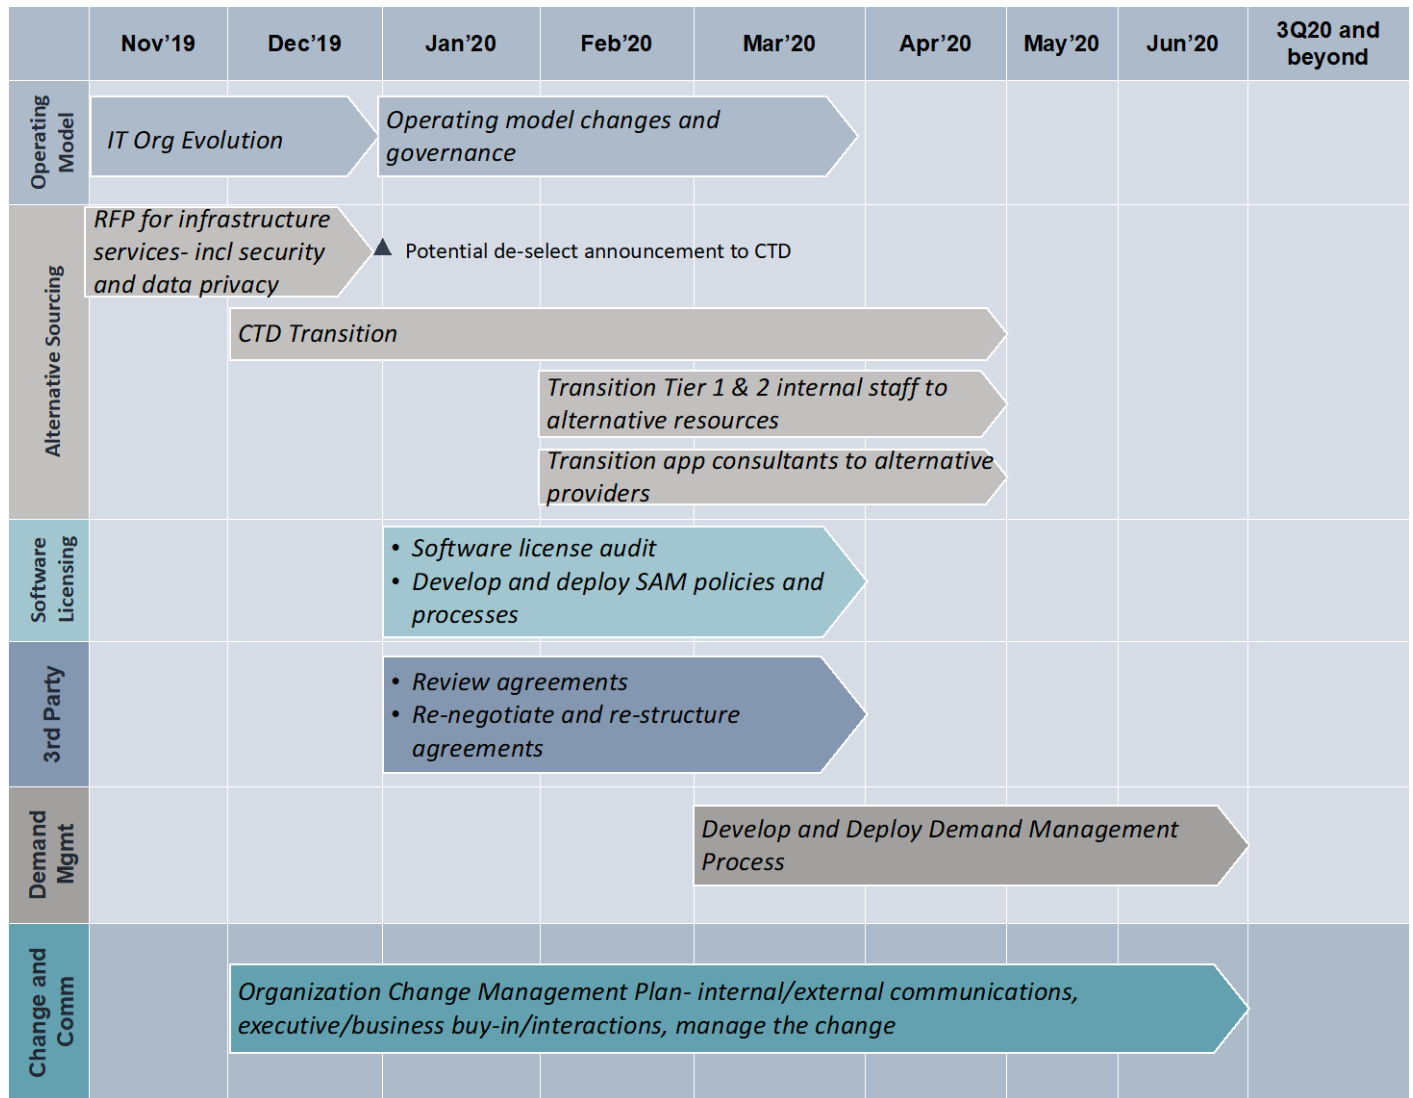 Nov’19
Dec’19
Jan’20
Feb’20
Mar’20
Apr’20
May’20
Jun’20
3Q20 and
beyond
Operating
Model
IT Org Evolution
Operating model changes and
governance
Alternative Sourcing
RFP for infrastructure
services- incl security
and data privacy
Potential de-select announcement to CTD
CTD Transition
Transition Tier 1 & 2 internal staff to
alternative resources
Transition app consultants to alternative
providers
Software
Licensing
• Software license audit
• Develop and deploy SAM policies and
processes
3rd Party
• Review agreements
• Re-negotiate and re-structure
agreements
Demand
Mgmt
Develop and Deploy Demand Management
Process
Change and
Comm
Organization Change Management Plan- internal/external communications,
executive/business buy-in/interactions, manage the change